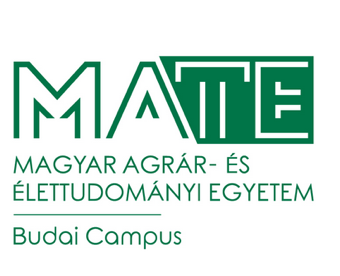 MATE
MAGYAR AGRÁR- ÉS
ÉLETTUDOMÁNYI EGYETEM
Budai Campus